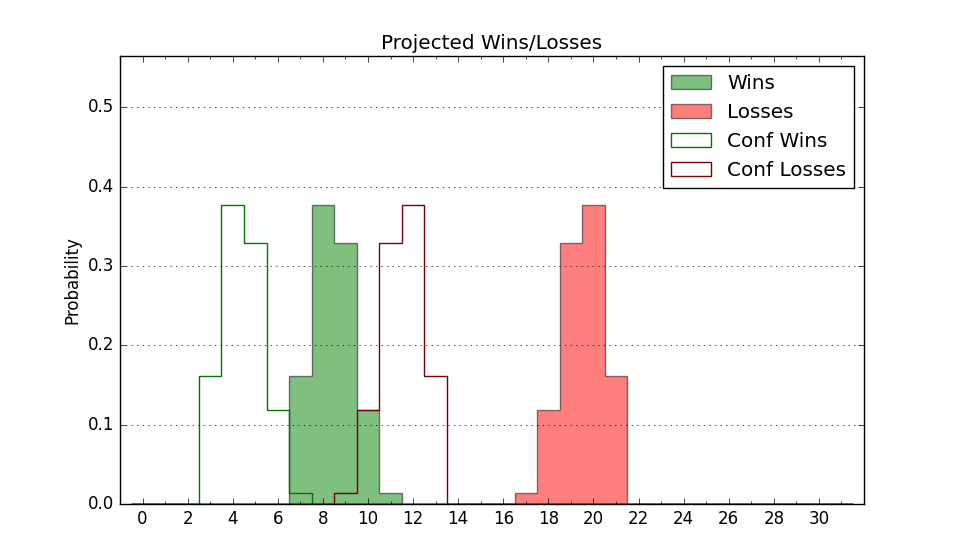 Projected Wins/Losses
Wins
Losses
Conf Wins
Conf Losses
Probability
0.5
0.4
0.3
0.2
0.1
0.0
0 2 4 6 8 10 12 14 16 18 20 22 24 26 28 30